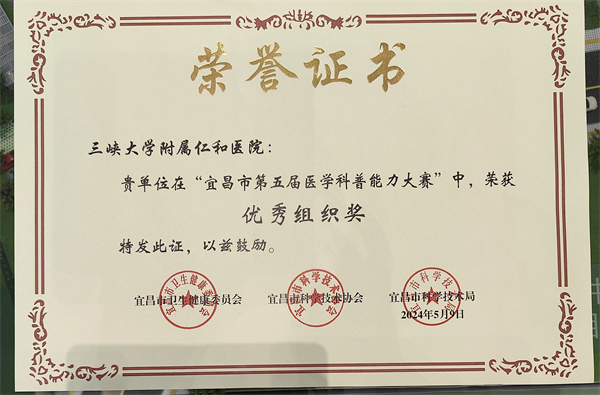 荣誉证书
三峡大学附属仁和医院：
贵单位在“宜昌市第五届医学科普能力大赛”中，荣获
优秀组织奖
特发此证，以兹鼓励。
宜昌市卫生健康委员会 宜昌市科学技术协会 宜昌市科学技术局
2024年5月9日